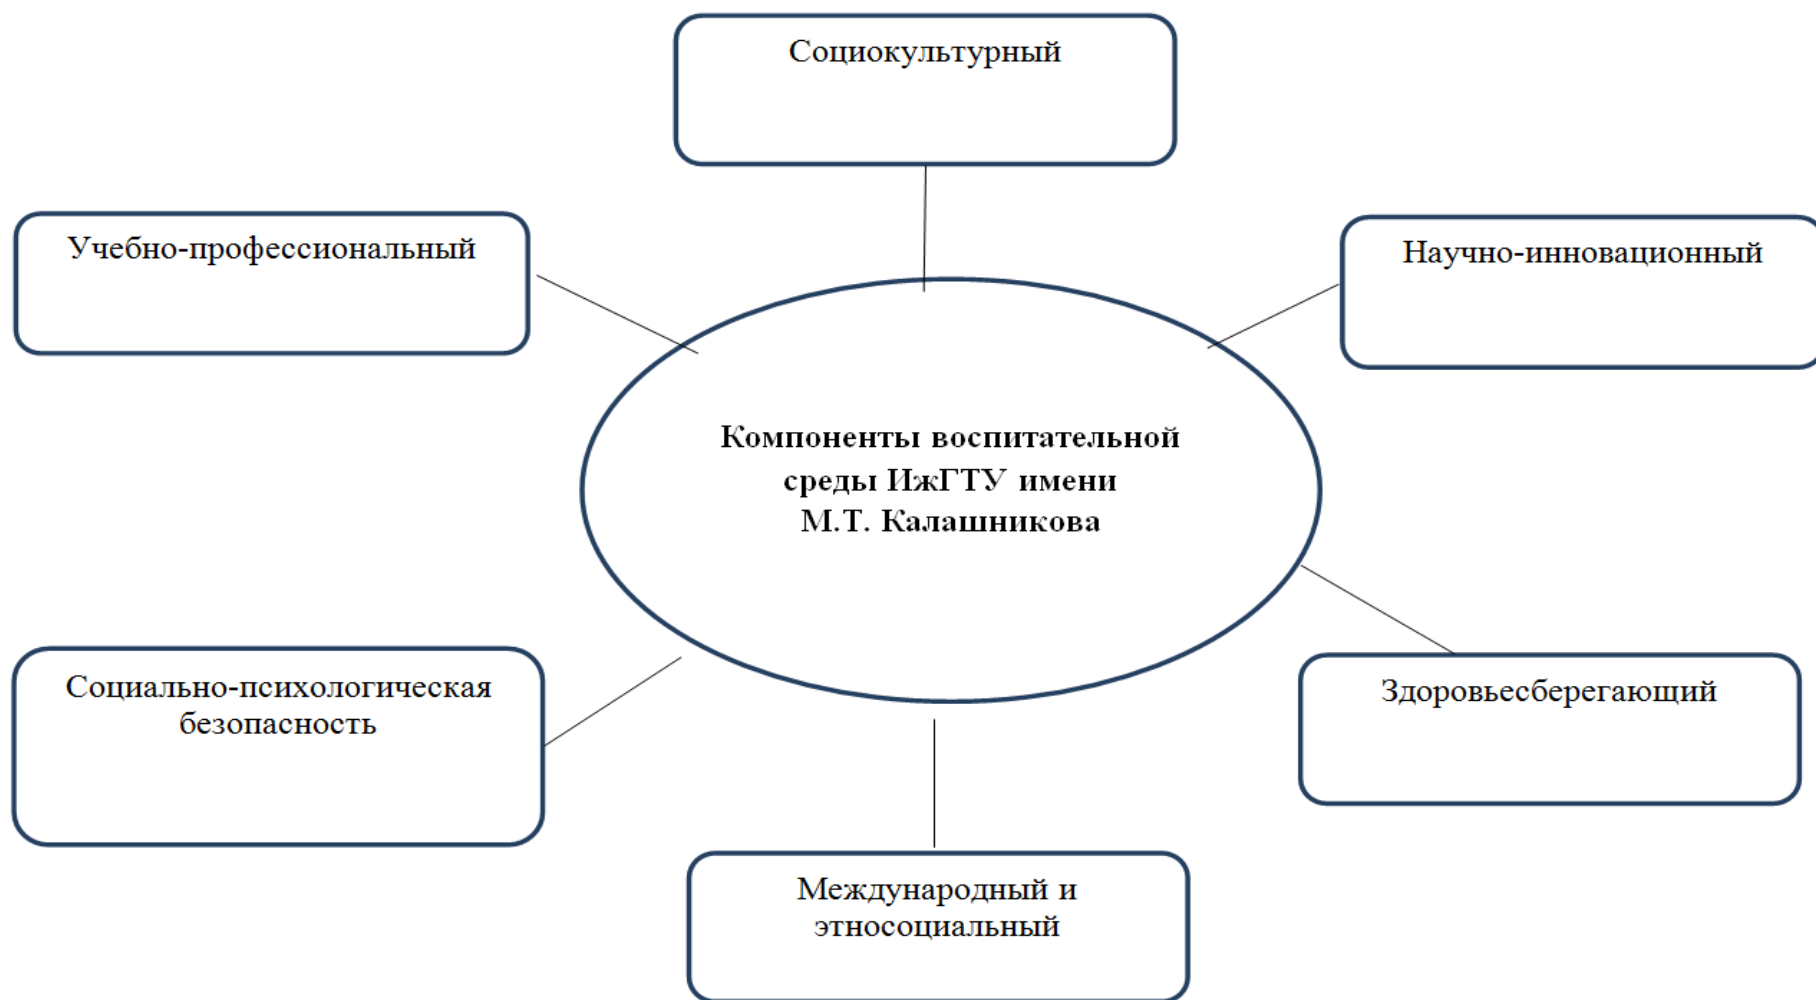 Социокультурный
Учебно-профессиональный
Научно-инновационный
Компоненты воспитательной
среды ИжГТУ имени
М.Т. Калашникова
Социально-психологическая
безопасность
Здоровьесберегающий
Международный и
этносоциальный